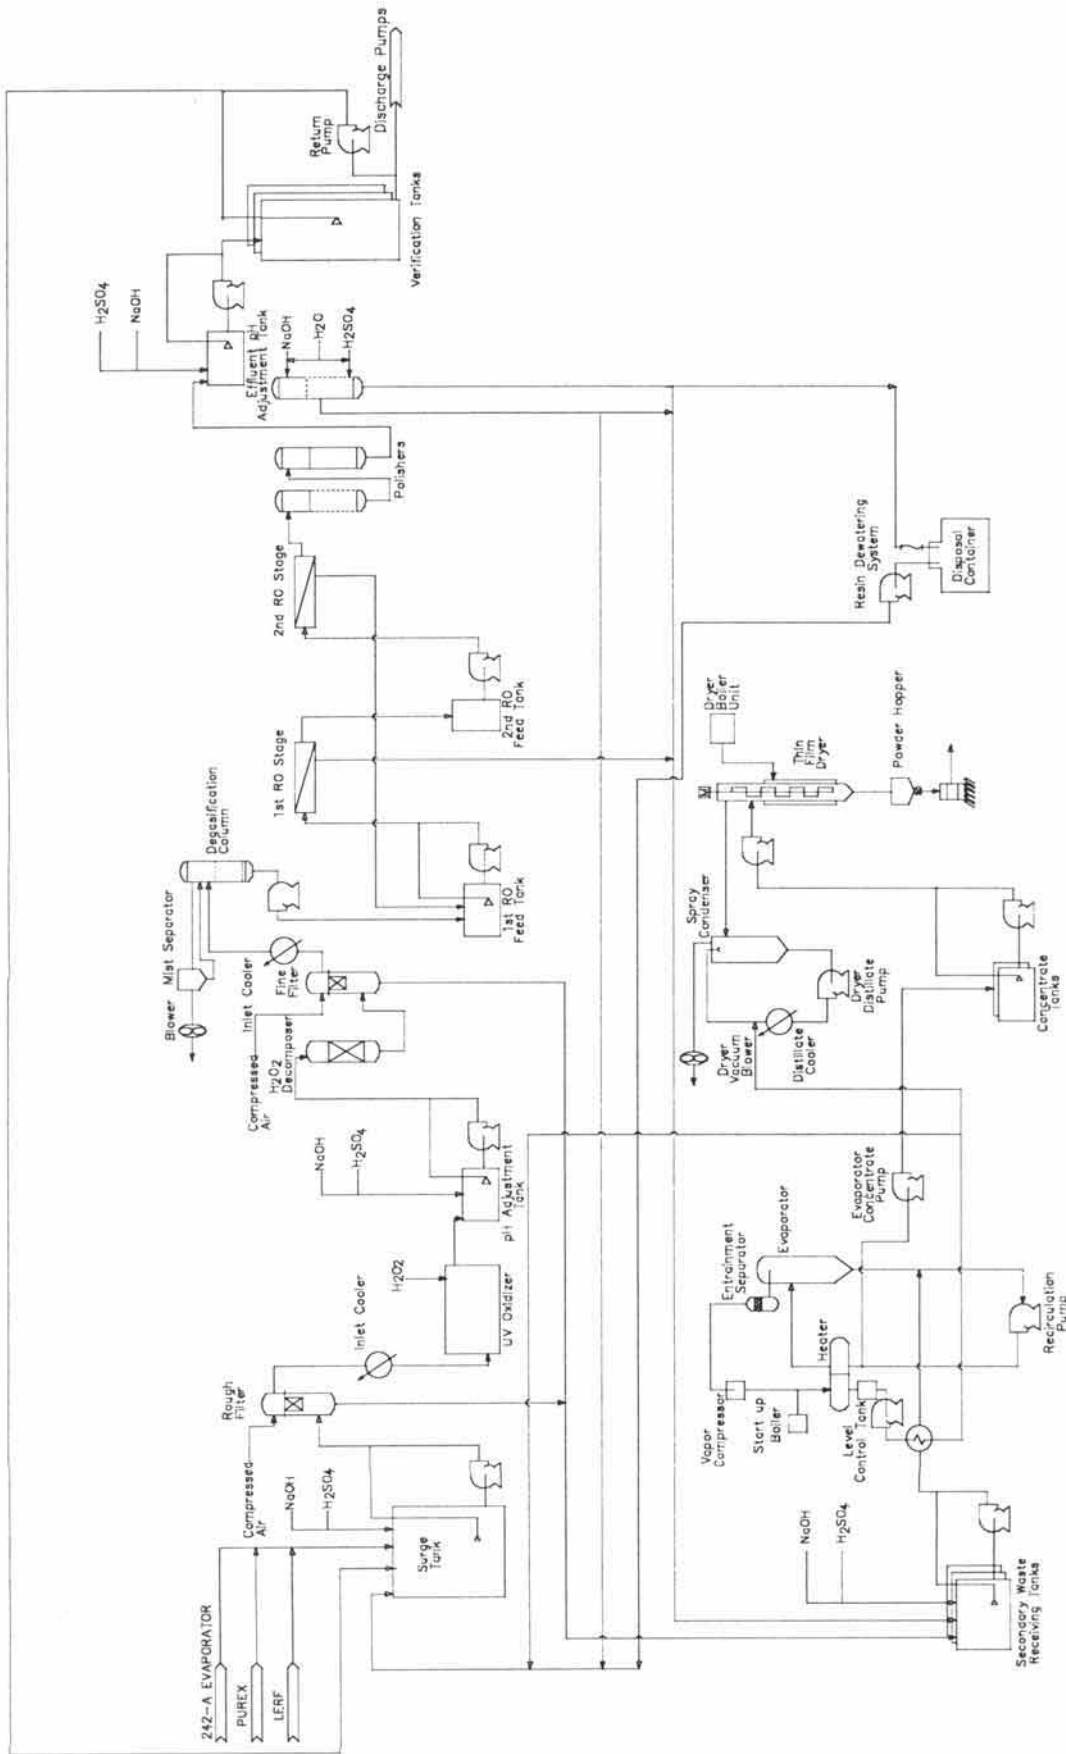 242-A EVAPORATOR
PUREX
LERF
Compressed
Air
NaOH
H2SO4
Surge
Tank
Rough
Filter
Inlet Cooler
H2O2
UV Oxidizer
NaOH
H2SO4
pH Adjustment
Tank
Compressed
Air
H2O2
Decomposer
Fine
Filter
Inlet Cooler
Blower
Mist Separator
Degasification
Column
1st RO
Feed Tank
1st RO Stage
2nd RO
Feed Tank
2nd RO Stage
Polishers
H2SO4
NaOH
Effluent pH
Adjustment Tank
NaOH
H2O
H2SO4
Verification Tanks
Return
Pump
Discharge Pumps
NaOH
H2SO4
Secondary Waste
Receiving Tanks
Vapor
Compressor
Start up
Boiler
Level
Control Tank
Heater
Entrainment
Separator
Evaporator
Recirculation
Pump
Evaporator
Concentrate
Pump
Concentrate
Tanks
Dryer
Vacuum
Blower
Distillate
Cooler
Dryer
Distillate
Pump
Spray
Condenser
Thin
Film
Dryer
Dryer
Boiler
Unit
Powder Hopper
Resin Dewatering
System
Disposal
Container